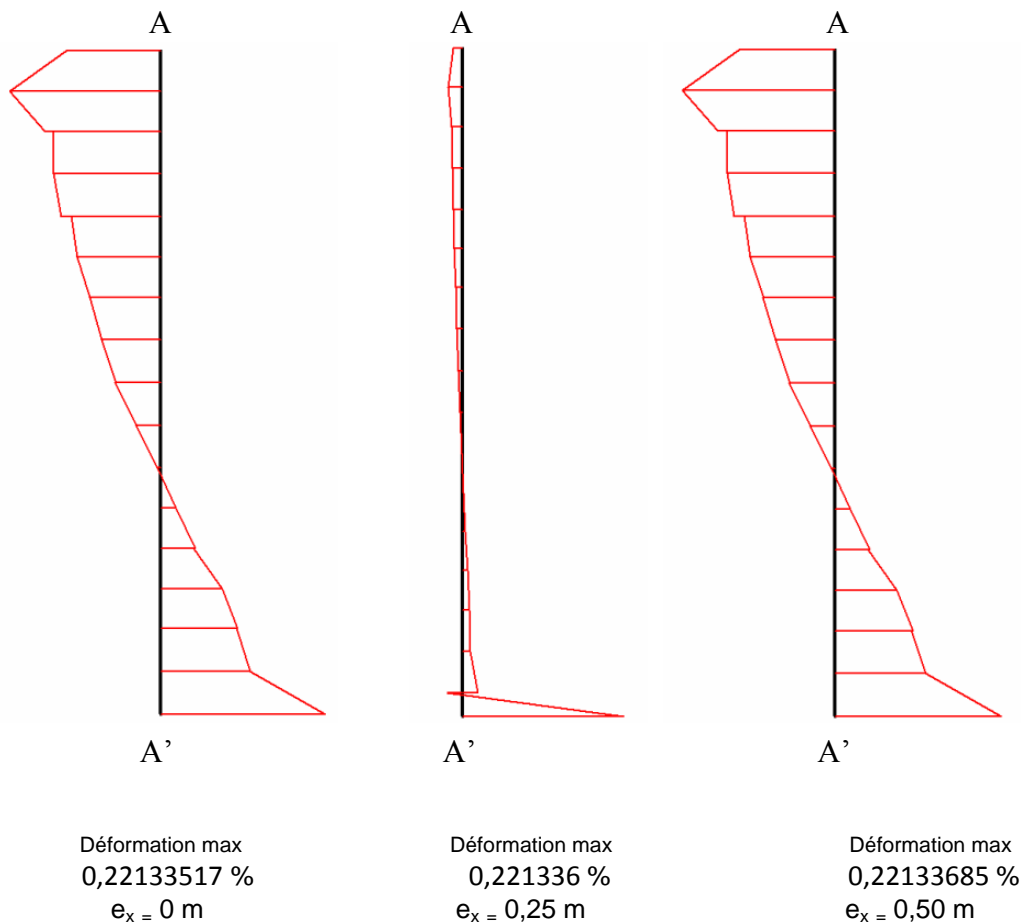 A A A
A’ A’ A’
Déformation max Déformation max Déformation max
0,22133517 % 0,221336 % 0,22133685 %
eₓ = 0 m eₓ = 0,25 m eₓ = 0,50 m